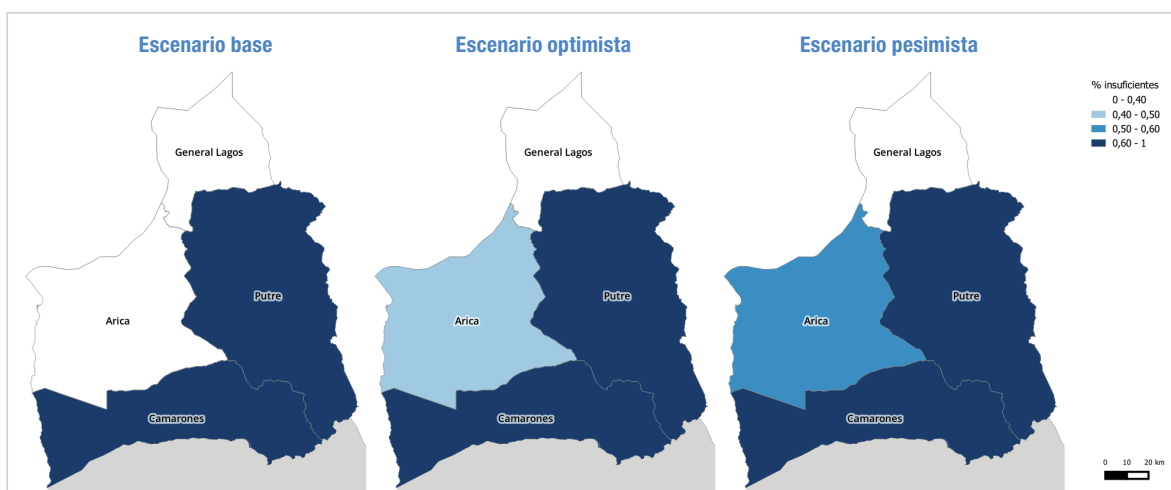 Escenario base
Escenario optimista
Escenario pesimista
% insuficientes
0 - 0,40
0,40 - 0,50
0,50 - 0,60
0,60 - 1
General Lagos
General Lagos
General Lagos
Putre
Putre
Putre
Arica
Arica
Arica
Camarones
Camarones
Camarones
0 10 20 km